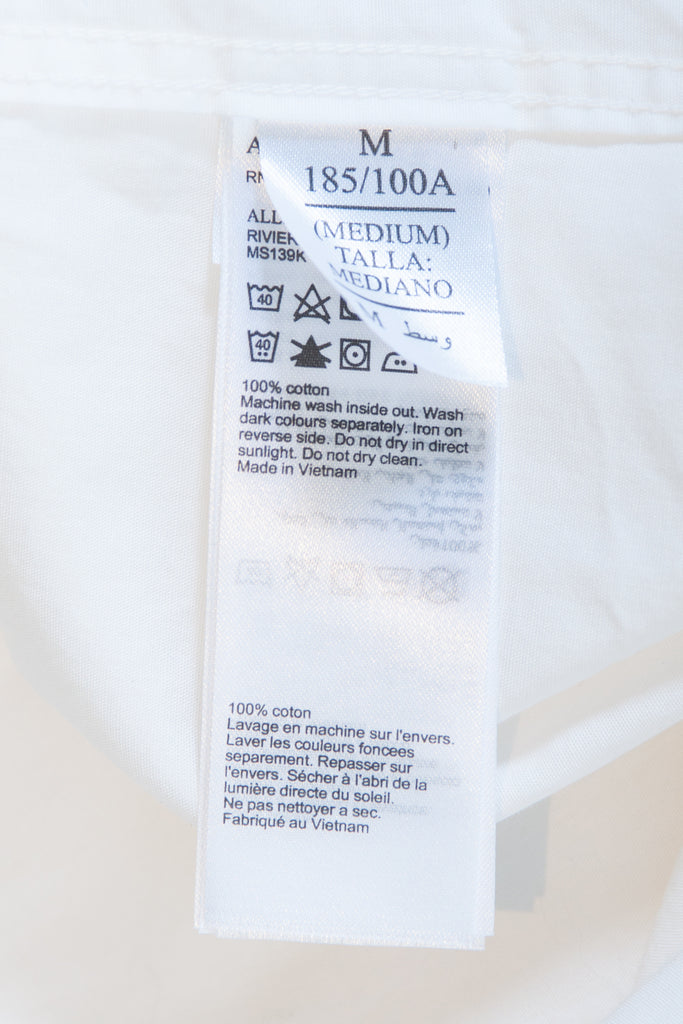 M
185/100A
(MEDIUM)
TALLA:
MEDIANO
M وسط
A
RN
ALL
RIVIER
MS139K
40
40
100% cotton
Machine wash inside out. Wash
dark colours separately. Iron on
reverse side. Do not dry in direct
sunlight. Do not dry clean.
Made in Vietnam
100% coton
Lavage en machine sur l'envers.
Laver les couleurs foncees
separement. Repasser sur
l'envers. Sécher à l'abri de la
lumière directe du soleil.
Ne pas nettoyer a sec.
Fabriqué au Vietnam